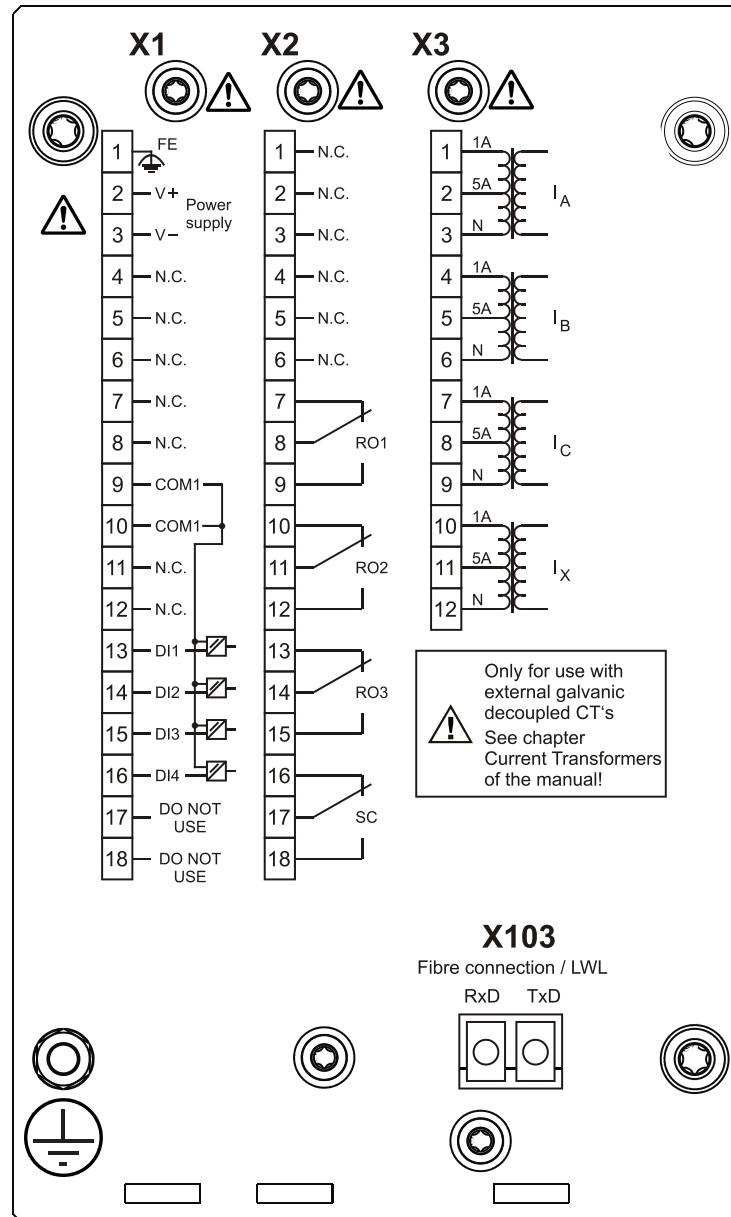 X1
1 FE
2 V+ Power
supply
3 V–
4 N.C.
5 N.C.
6 N.C.
7 N.C.
8 N.C.
9 COM1
10 COM1
11 N.C.
12 N.C.
13 DI1
14 DI2
15 DI3
16 DI4
17 DO NOT
USE
18 DO NOT
USE
X2
1 N.C.
2 N.C.
3 N.C.
4 N.C.
5 N.C.
6 N.C.
7
8 RO1
9
10
11 RO2
12
13
14 RO3
15
16
17 SC
18
X3
1 1A
2 5A IA
3 N
4 1A
5 5A IB
6 N
7 1A
8 5A IC
9 N
10 1A
11 5A IX
12 N
Only for use with
external galvanic
decoupled CT‘s
See chapter
Current Transformers
of the manual!
X103
Fibre connection / LWL
RxD TxD